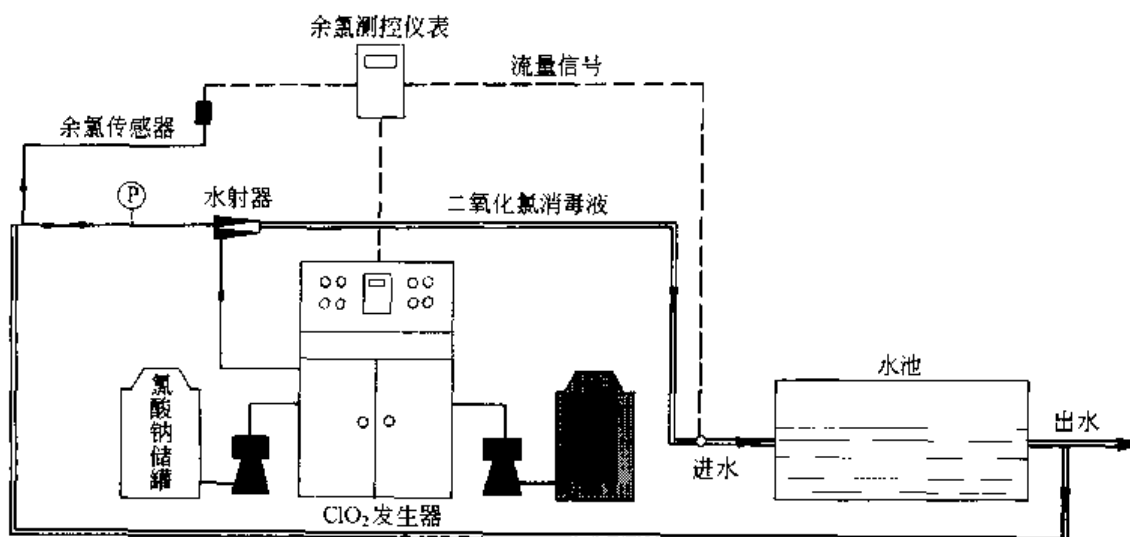 余氯测控仪表
流量信号
余氯传感器
P
水射器
二氧化氯消毒液
氯酸钠储罐
水池
出水
进水
ClO₂发生器